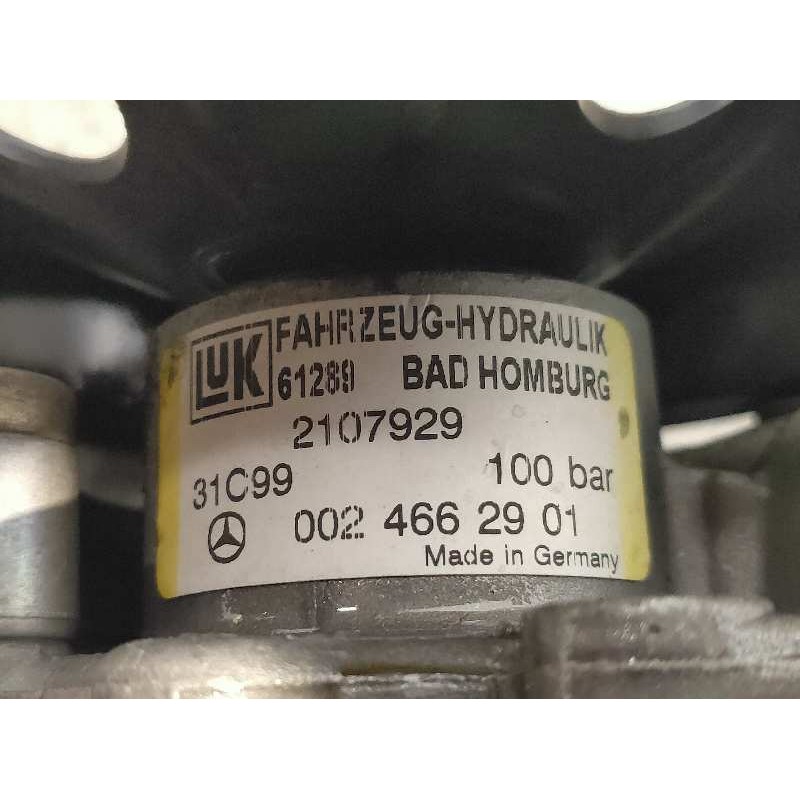 LUK FAHRZEUG-HYDRAULIK
61289 BAD HOMBURG
2107929
31C99 100 bar
002 466 29 01
Made in Germany